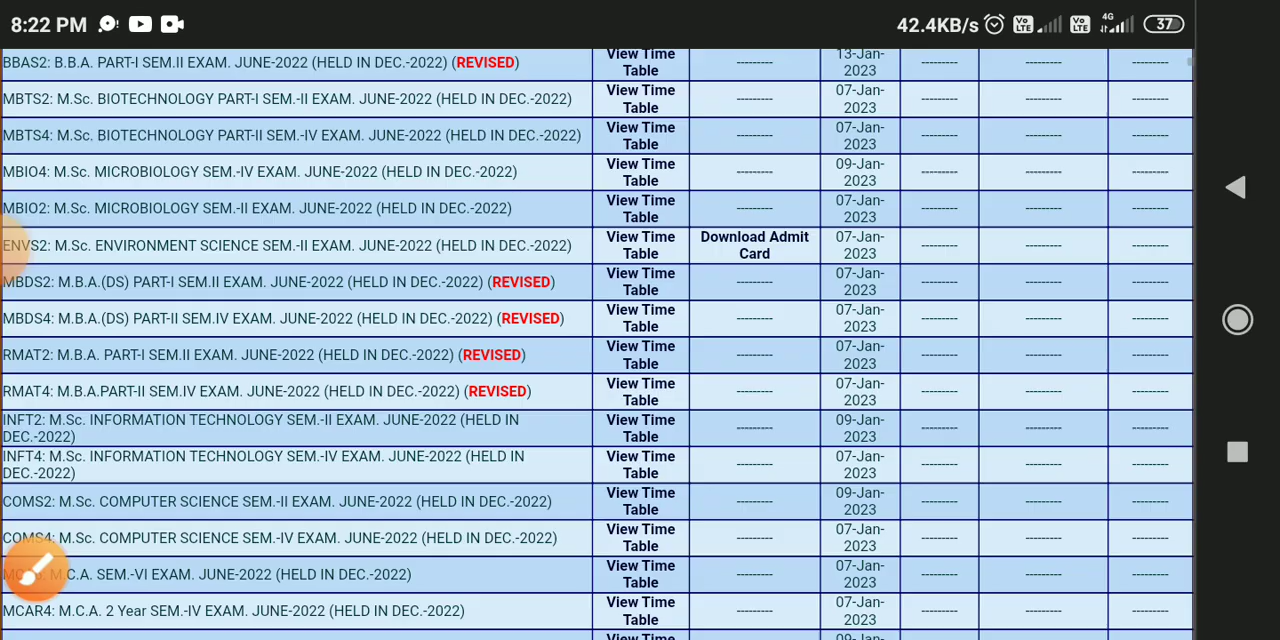 8:22 PM
42.4KB/s Vo LTE Vo LTE 4G 37
BBAS2: B.B.A. PART-I SEM.II EXAM. JUNE-2022 (HELD IN DEC.-2022) (REVISED) View Time Table --------- 13-Jan-2023 --------- --------- ---------
MBTS2: M.Sc. BIOTECHNOLOGY PART-I SEM.-II EXAM. JUNE-2022 (HELD IN DEC.-2022) View Time Table --------- 07-Jan-2023 --------- --------- ---------
MBTS4: M.Sc. BIOTECHNOLOGY PART-II SEM.-IV EXAM. JUNE-2022 (HELD IN DEC.-2022) View Time Table --------- 07-Jan-2023 --------- --------- ---------
MBIO4: M.Sc. MICROBIOLOGY SEM.-IV EXAM. JUNE-2022 (HELD IN DEC.-2022) View Time Table --------- 09-Jan-2023 --------- --------- ---------
MBIO2: M.Sc. MICROBIOLOGY SEM.-II EXAM. JUNE-2022 (HELD IN DEC.-2022) View Time Table --------- 07-Jan-2023 --------- --------- ---------
ENVS2: M.Sc. ENVIRONMENT SCIENCE SEM.-II EXAM. JUNE-2022 (HELD IN DEC.-2022) View Time Table Download Admit Card 07-Jan-2023 --------- --------- ---------
MBDS2: M.B.A.(DS) PART-I SEM.II EXAM. JUNE-2022 (HELD IN DEC.-2022) (REVISED) View Time Table --------- 07-Jan-2023 --------- --------- ---------
MBDS4: M.B.A.(DS) PART-II SEM.IV EXAM. JUNE-2022 (HELD IN DEC.-2022) (REVISED) View Time Table --------- 07-Jan-2023 --------- --------- ---------
RMAT2: M.B.A. PART-I SEM.II EXAM. JUNE-2022 (HELD IN DEC.-2022) (REVISED) View Time Table --------- 07-Jan-2023 --------- --------- ---------
RMAT4: M.B.A.PART-II SEM.IV EXAM. JUNE-2022 (HELD IN DEC.-2022) (REVISED) View Time Table --------- 07-Jan-2023 --------- --------- ---------
INFT2: M.Sc. INFORMATION TECHNOLOGY SEM.-II EXAM. JUNE-2022 (HELD IN DEC.-2022) View Time Table --------- 09-Jan-2023 --------- --------- ---------
INFT4: M.Sc. INFORMATION TECHNOLOGY SEM.-IV EXAM. JUNE-2022 (HELD IN DEC.-2022) View Time Table --------- 07-Jan-2023 --------- --------- ---------
COMS2: M.Sc. COMPUTER SCIENCE SEM.-II EXAM. JUNE-2022 (HELD IN DEC.-2022) View Time Table --------- 09-Jan-2023 --------- --------- ---------
COMS4: M.Sc. COMPUTER SCIENCE SEM.-IV EXAM. JUNE-2022 (HELD IN DEC.-2022) View Time Table --------- 07-Jan-2023 --------- --------- ---------
M.C.A. SEM.-VI EXAM. JUNE-2022 (HELD IN DEC.-2022) View Time Table --------- 07-Jan-2023 --------- --------- ---------
MCAR4: M.C.A. 2 Year SEM.-IV EXAM. JUNE-2022 (HELD IN DEC.-2022) View Time Table --------- 07-Jan-2023 --------- --------- ---------
View Time 09-Jan-